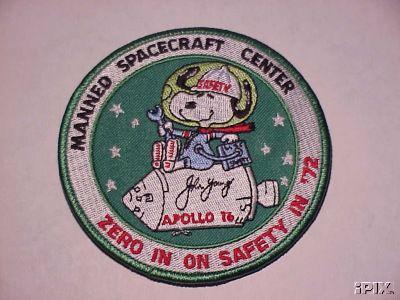 MANNED SPACECRAFT CENTER
SAFETY
John Young
APOLLO 16
ZERO IN ON SAFETY IN '72
iPIX